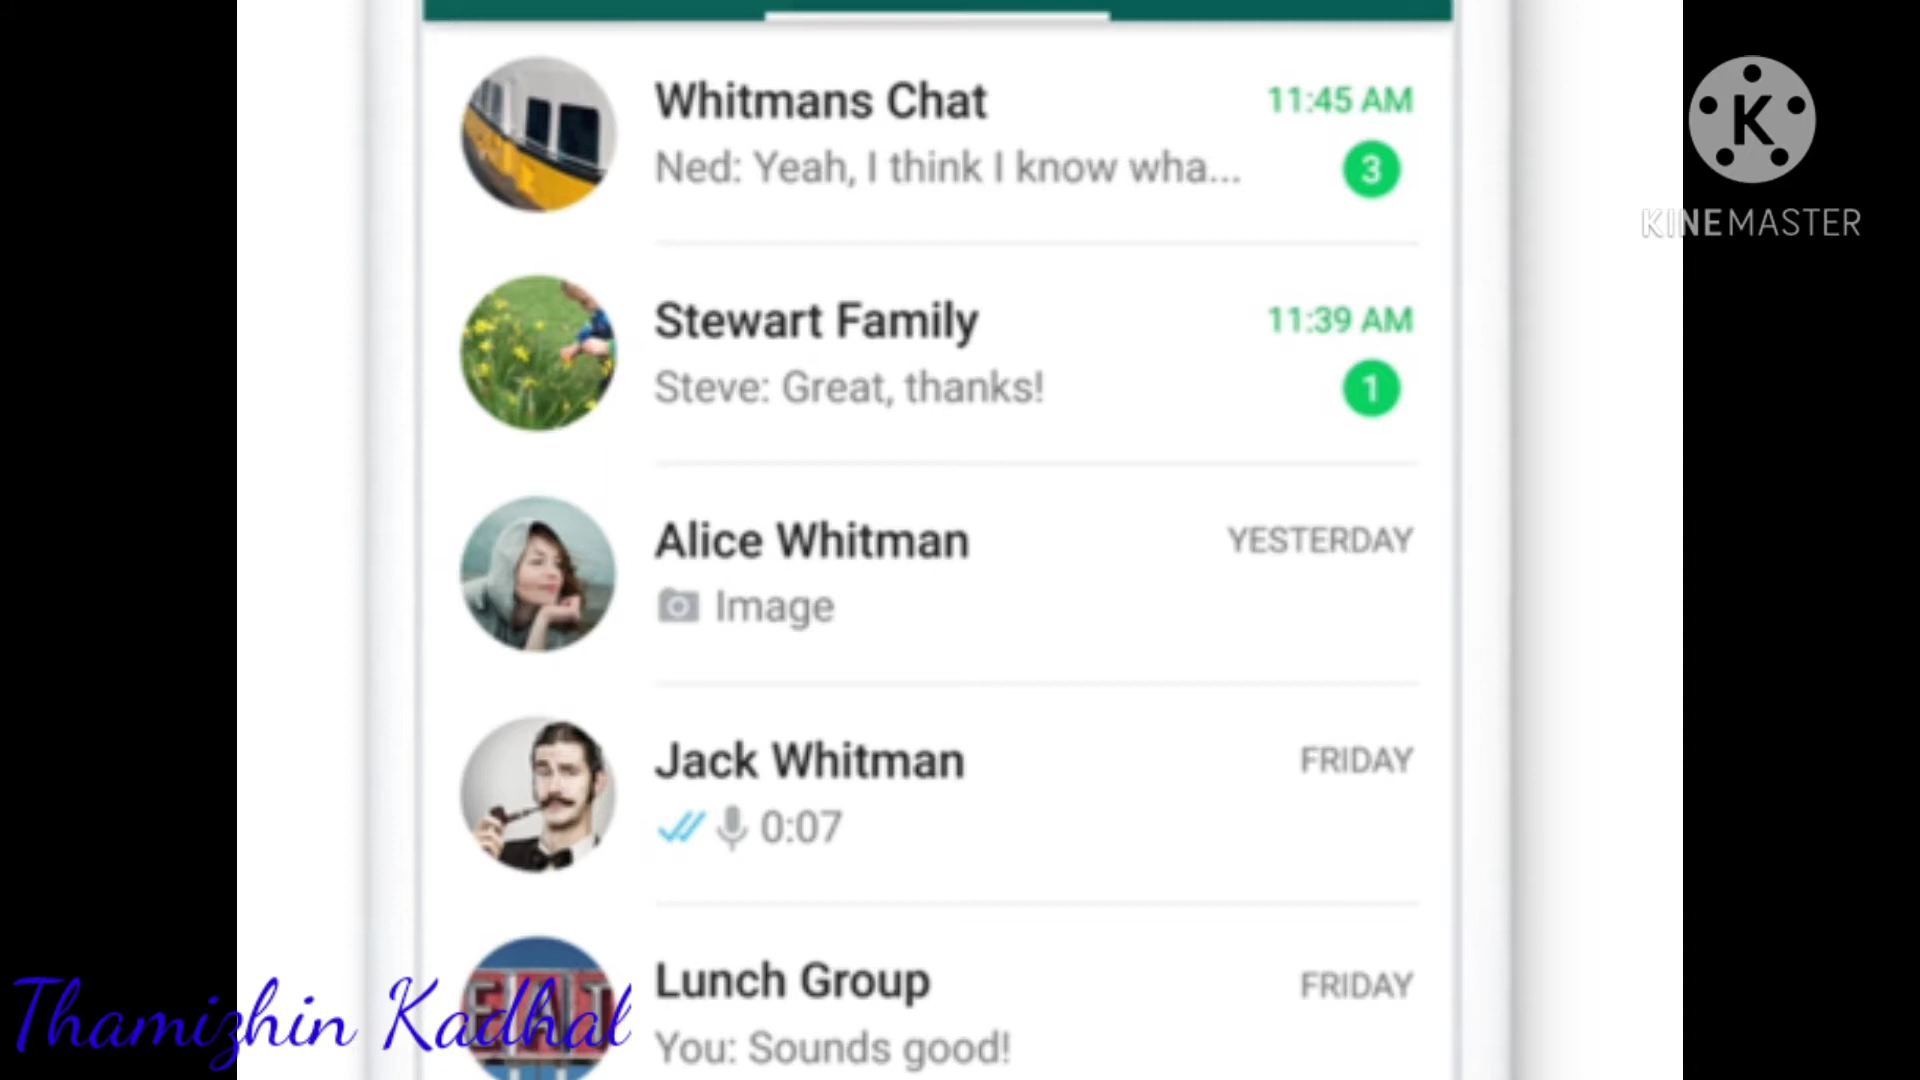 Whitmans Chat 11:45 AM
Ned: Yeah, I think I know wha... 3
Stewart Family 11:39 AM
Steve: Great, thanks! 1
Alice Whitman YESTERDAY
Image
Jack Whitman FRIDAY
0:07
Lunch Group FRIDAY
You: Sounds good!
EAT
K
KINEMASTER
Thamizhin Kadhal